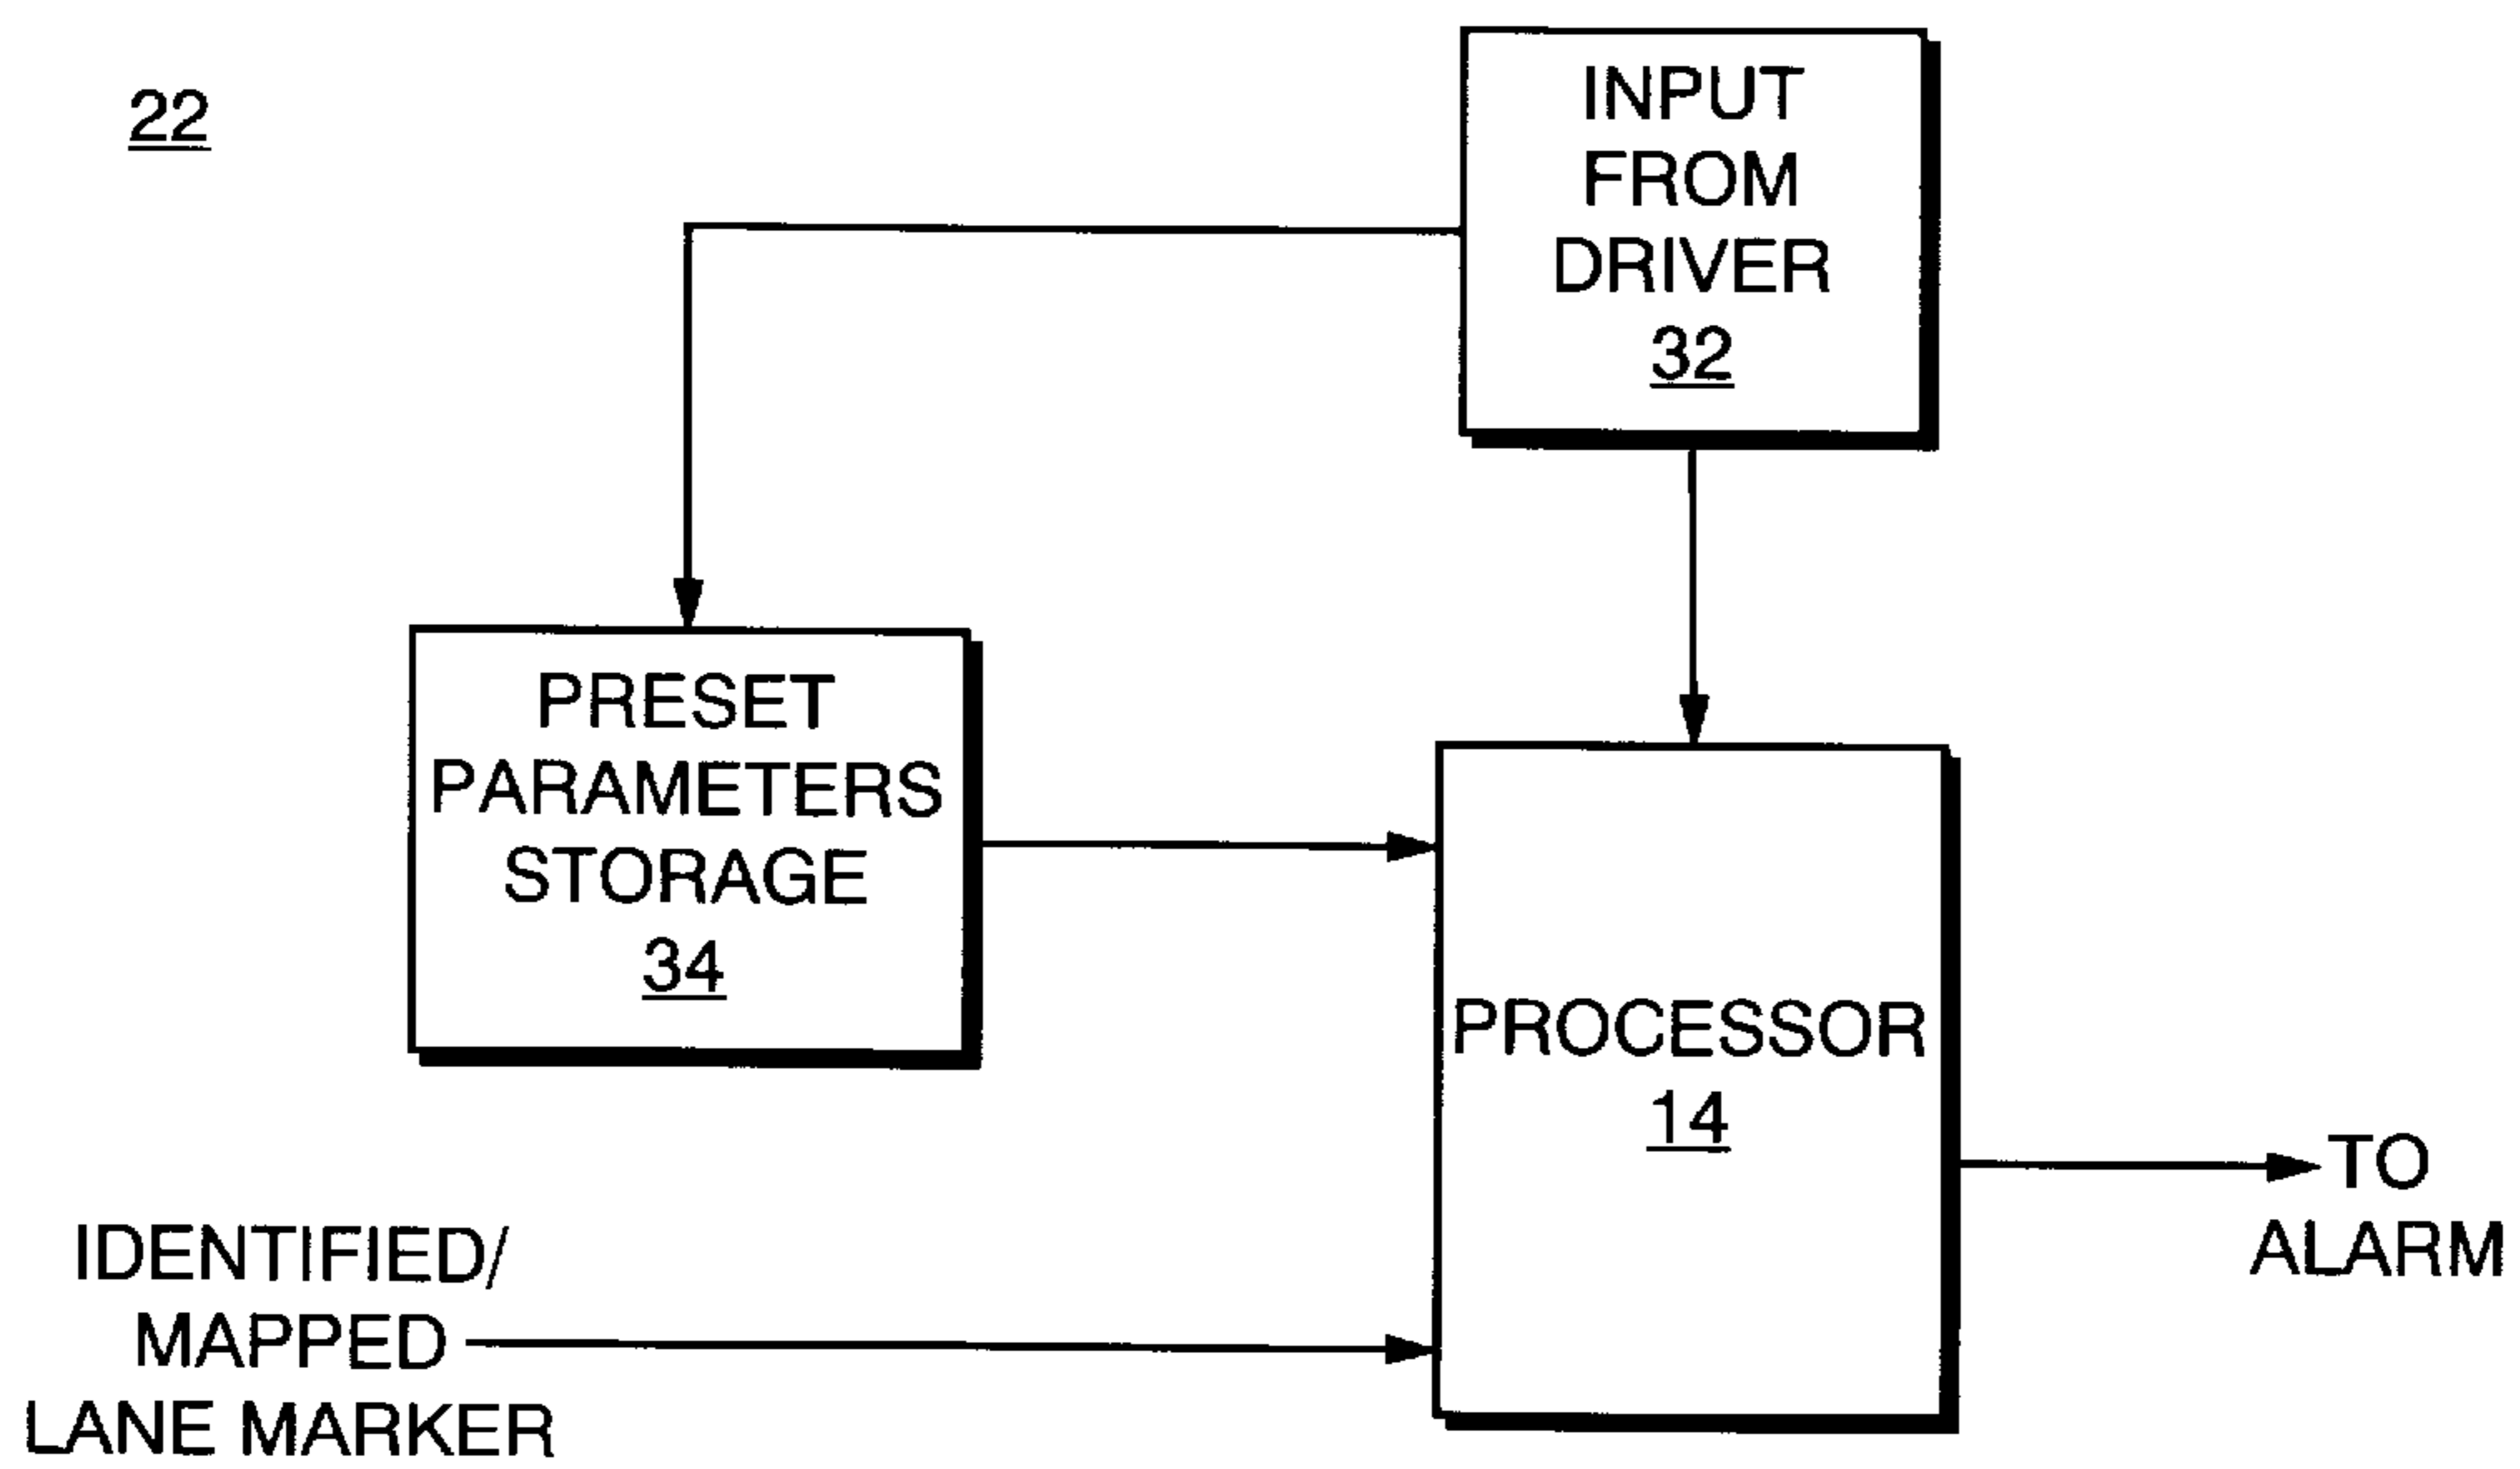 22
INPUT
FROM
DRIVER
32
PRESET
PARAMETERS
STORAGE
34
PROCESSOR
14
TO
ALARM
IDENTIFIED/
MAPPED
LANE MARKER